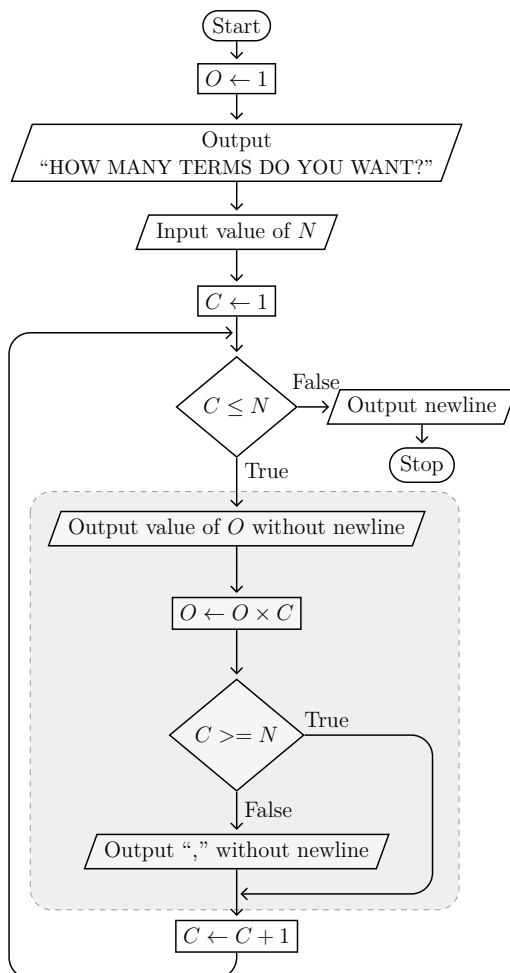 Start
O ← 1
Output
“HOW MANY TERMS DO YOU WANT?”
Input value of N
C ← 1
C ≤ N
False
Output newline
Stop
True
Output value of O without newline
O ← O × C
C >= N
True
False
Output “,” without newline
C ← C + 1